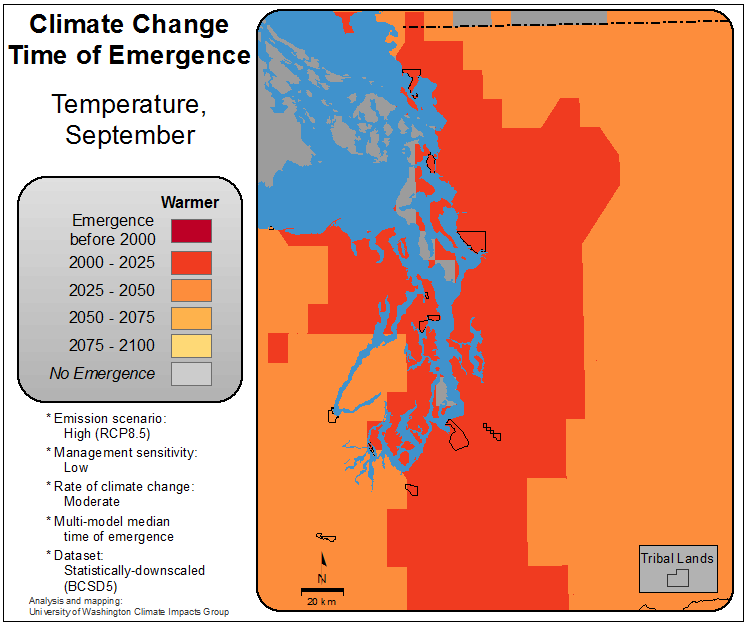 Climate Change
Time of Emergence
Temperature,
September
Warmer
Emergence
before 2000
2000 - 2025
2025 - 2050
2050 - 2075
2075 - 2100
No Emergence
* Emission scenario:
High (RCP8.5)
* Management sensitivity:
Low
* Rate of climate change:
Moderate
* Multi-model median
time of emergence
* Dataset:
Statistically-downscaled
(BCSD5)
Analysis and mapping:
University of Washington Climate Impacts Group
N
20 km
Tribal Lands